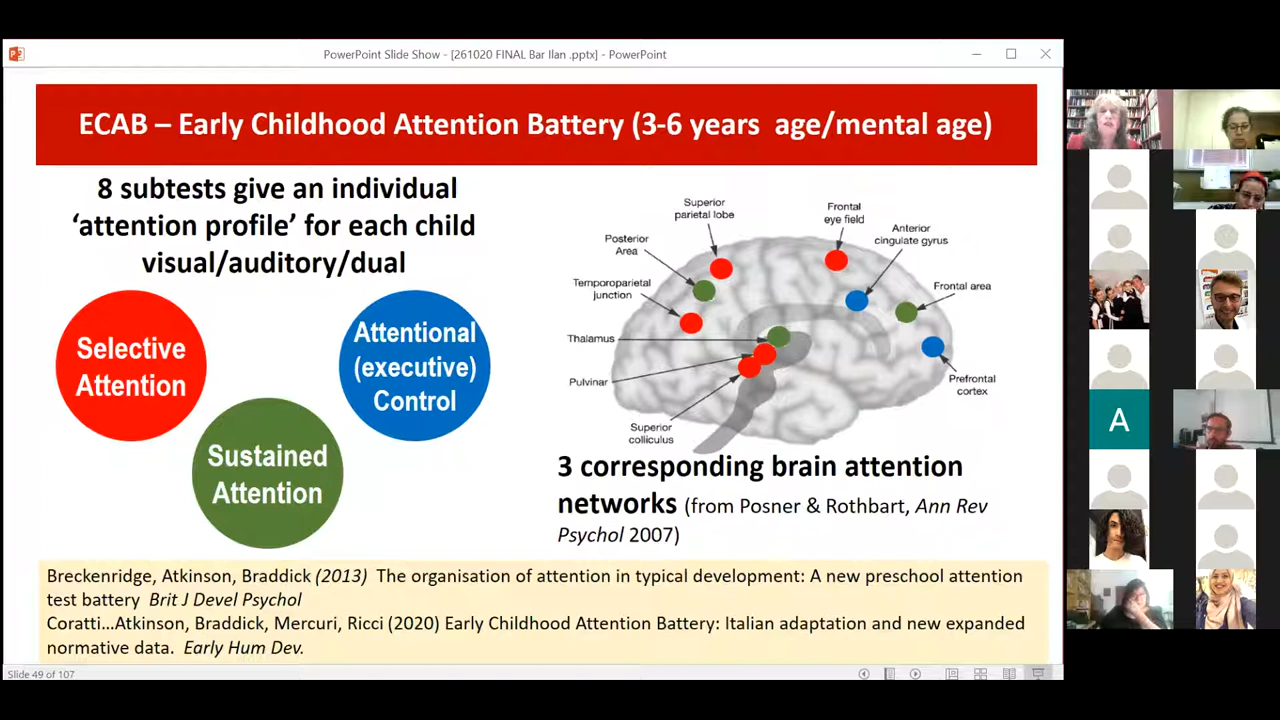 PowerPoint Slide Show - [261020 FINAL Bar Ilan .pptx] - PowerPoint
ECAB – Early Childhood Attention Battery (3-6 years age/mental age)
8 subtests give an individual
‘attention profile’ for each child
visual/auditory/dual
Selective
Attention
Attentional
(executive)
Control
Sustained
Attention
Superior
parietal lobe
Frontal
eye field
Posterior
Area
Anterior
cingulate gyrus
Temporoparietal
junction
Frontal area
Thalamus
Pulvinar
Prefrontal
cortex
Superior
colliculus
3 corresponding brain attention
networks (from Posner & Rothbart, Ann Rev
Psychol 2007)
Breckenridge, Atkinson, Braddick (2013) The organisation of attention in typical development: A new preschool attention
test battery Brit J Devel Psychol
Coratti...Atkinson, Braddick, Mercuri, Ricci (2020) Early Childhood Attention Battery: Italian adaptation and new expanded
normative data. Early Hum Dev.
Slide 49 of 107
A